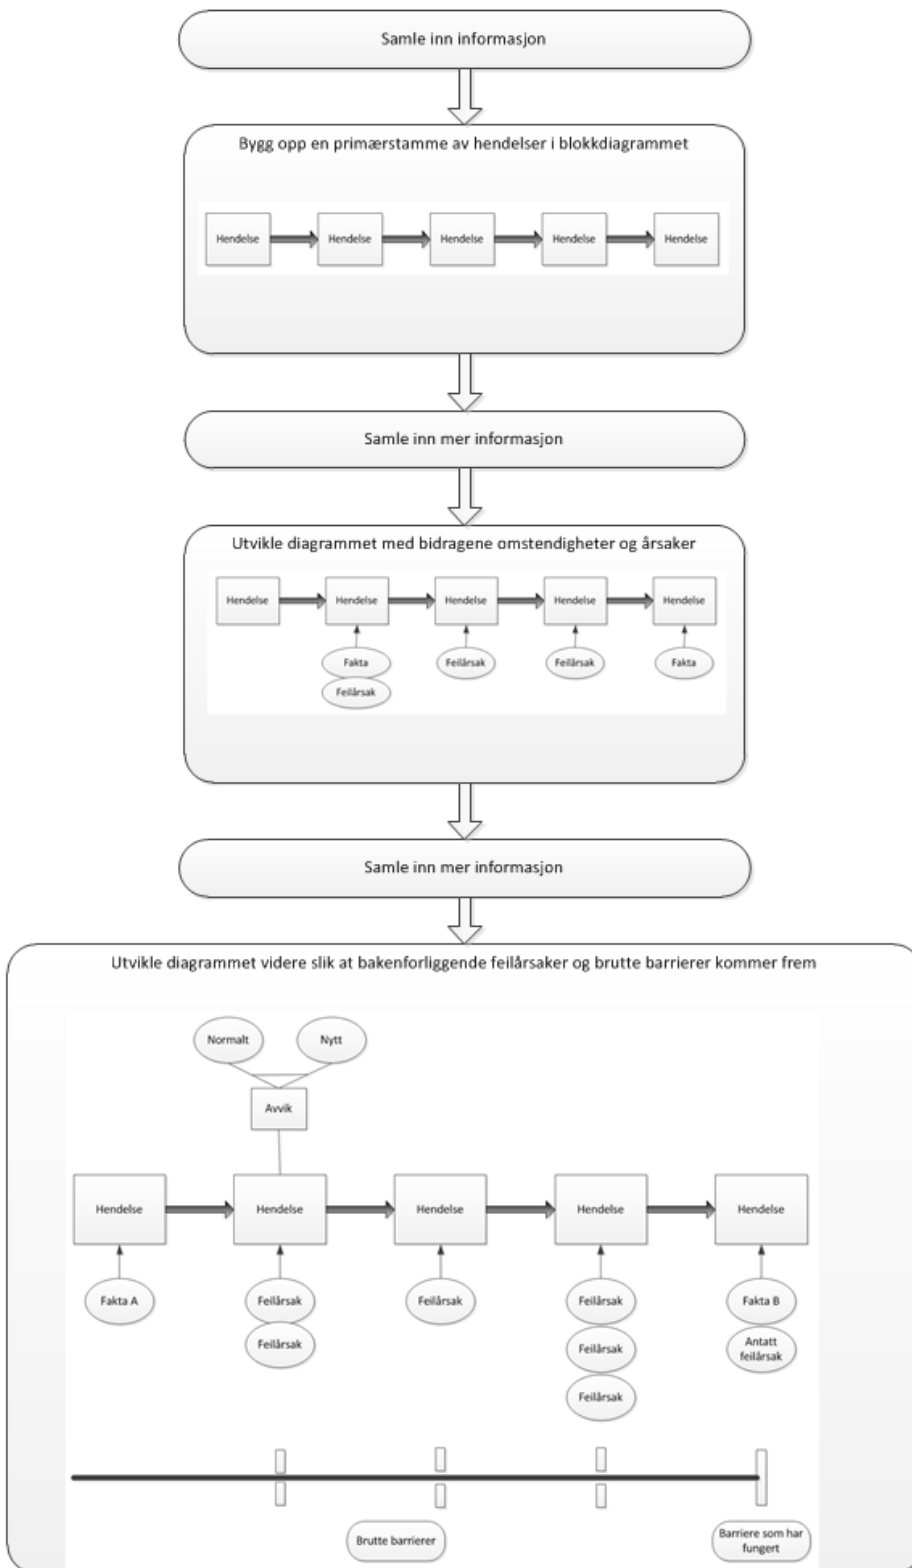 Samle inn informasjon
Bygg opp en primærstamme av hendelser i blokkdiagrammet
Hendelse Hendelse Hendelse Hendelse Hendelse
Samle inn mer informasjon
Utvikle diagrammet med bidragene omstendigheter og årsaker
Hendelse Hendelse Hendelse Hendelse Hendelse
Fakta Feilårsak Feilårsak Fakta
Feilårsak
Samle inn mer informasjon
Utvikle diagrammet videre slik at bakenforliggende feilårsaker og brutte barrierer kommer frem
Normalt Nytt
Avvik
Hendelse Hendelse Hendelse Hendelse Hendelse
Fakta A Feilårsak Feilårsak Feilårsak Fakta B
Feilårsak Feilårsak Antatt
feilårsak
Feilårsak
Brutte barrierer Barriere som har
fungert